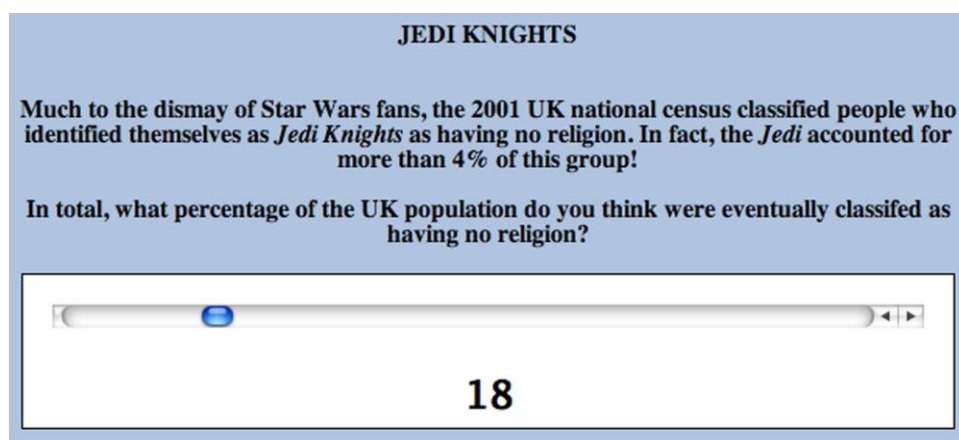 JEDI KNIGHTS
Much to the dismay of Star Wars fans, the 2001 UK national census classified people who
identified themselves as Jedi Knights as having no religion. In fact, the Jedi accounted for
more than 4% of this group!
In total, what percentage of the UK population do you think were eventually classifed as
having no religion?
18